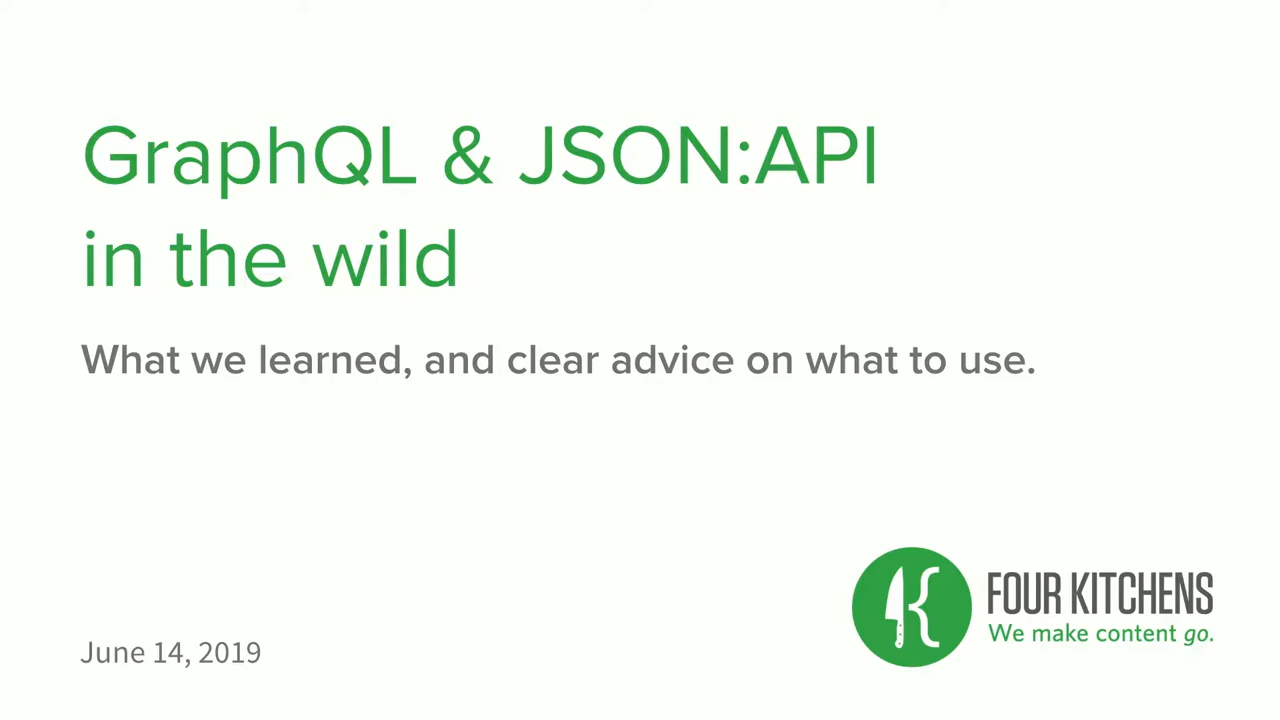 GraphQL & JSON:API
in the wild
What we learned, and clear advice on what to use.
June 14, 2019
FOUR KITCHENS
We make content go.